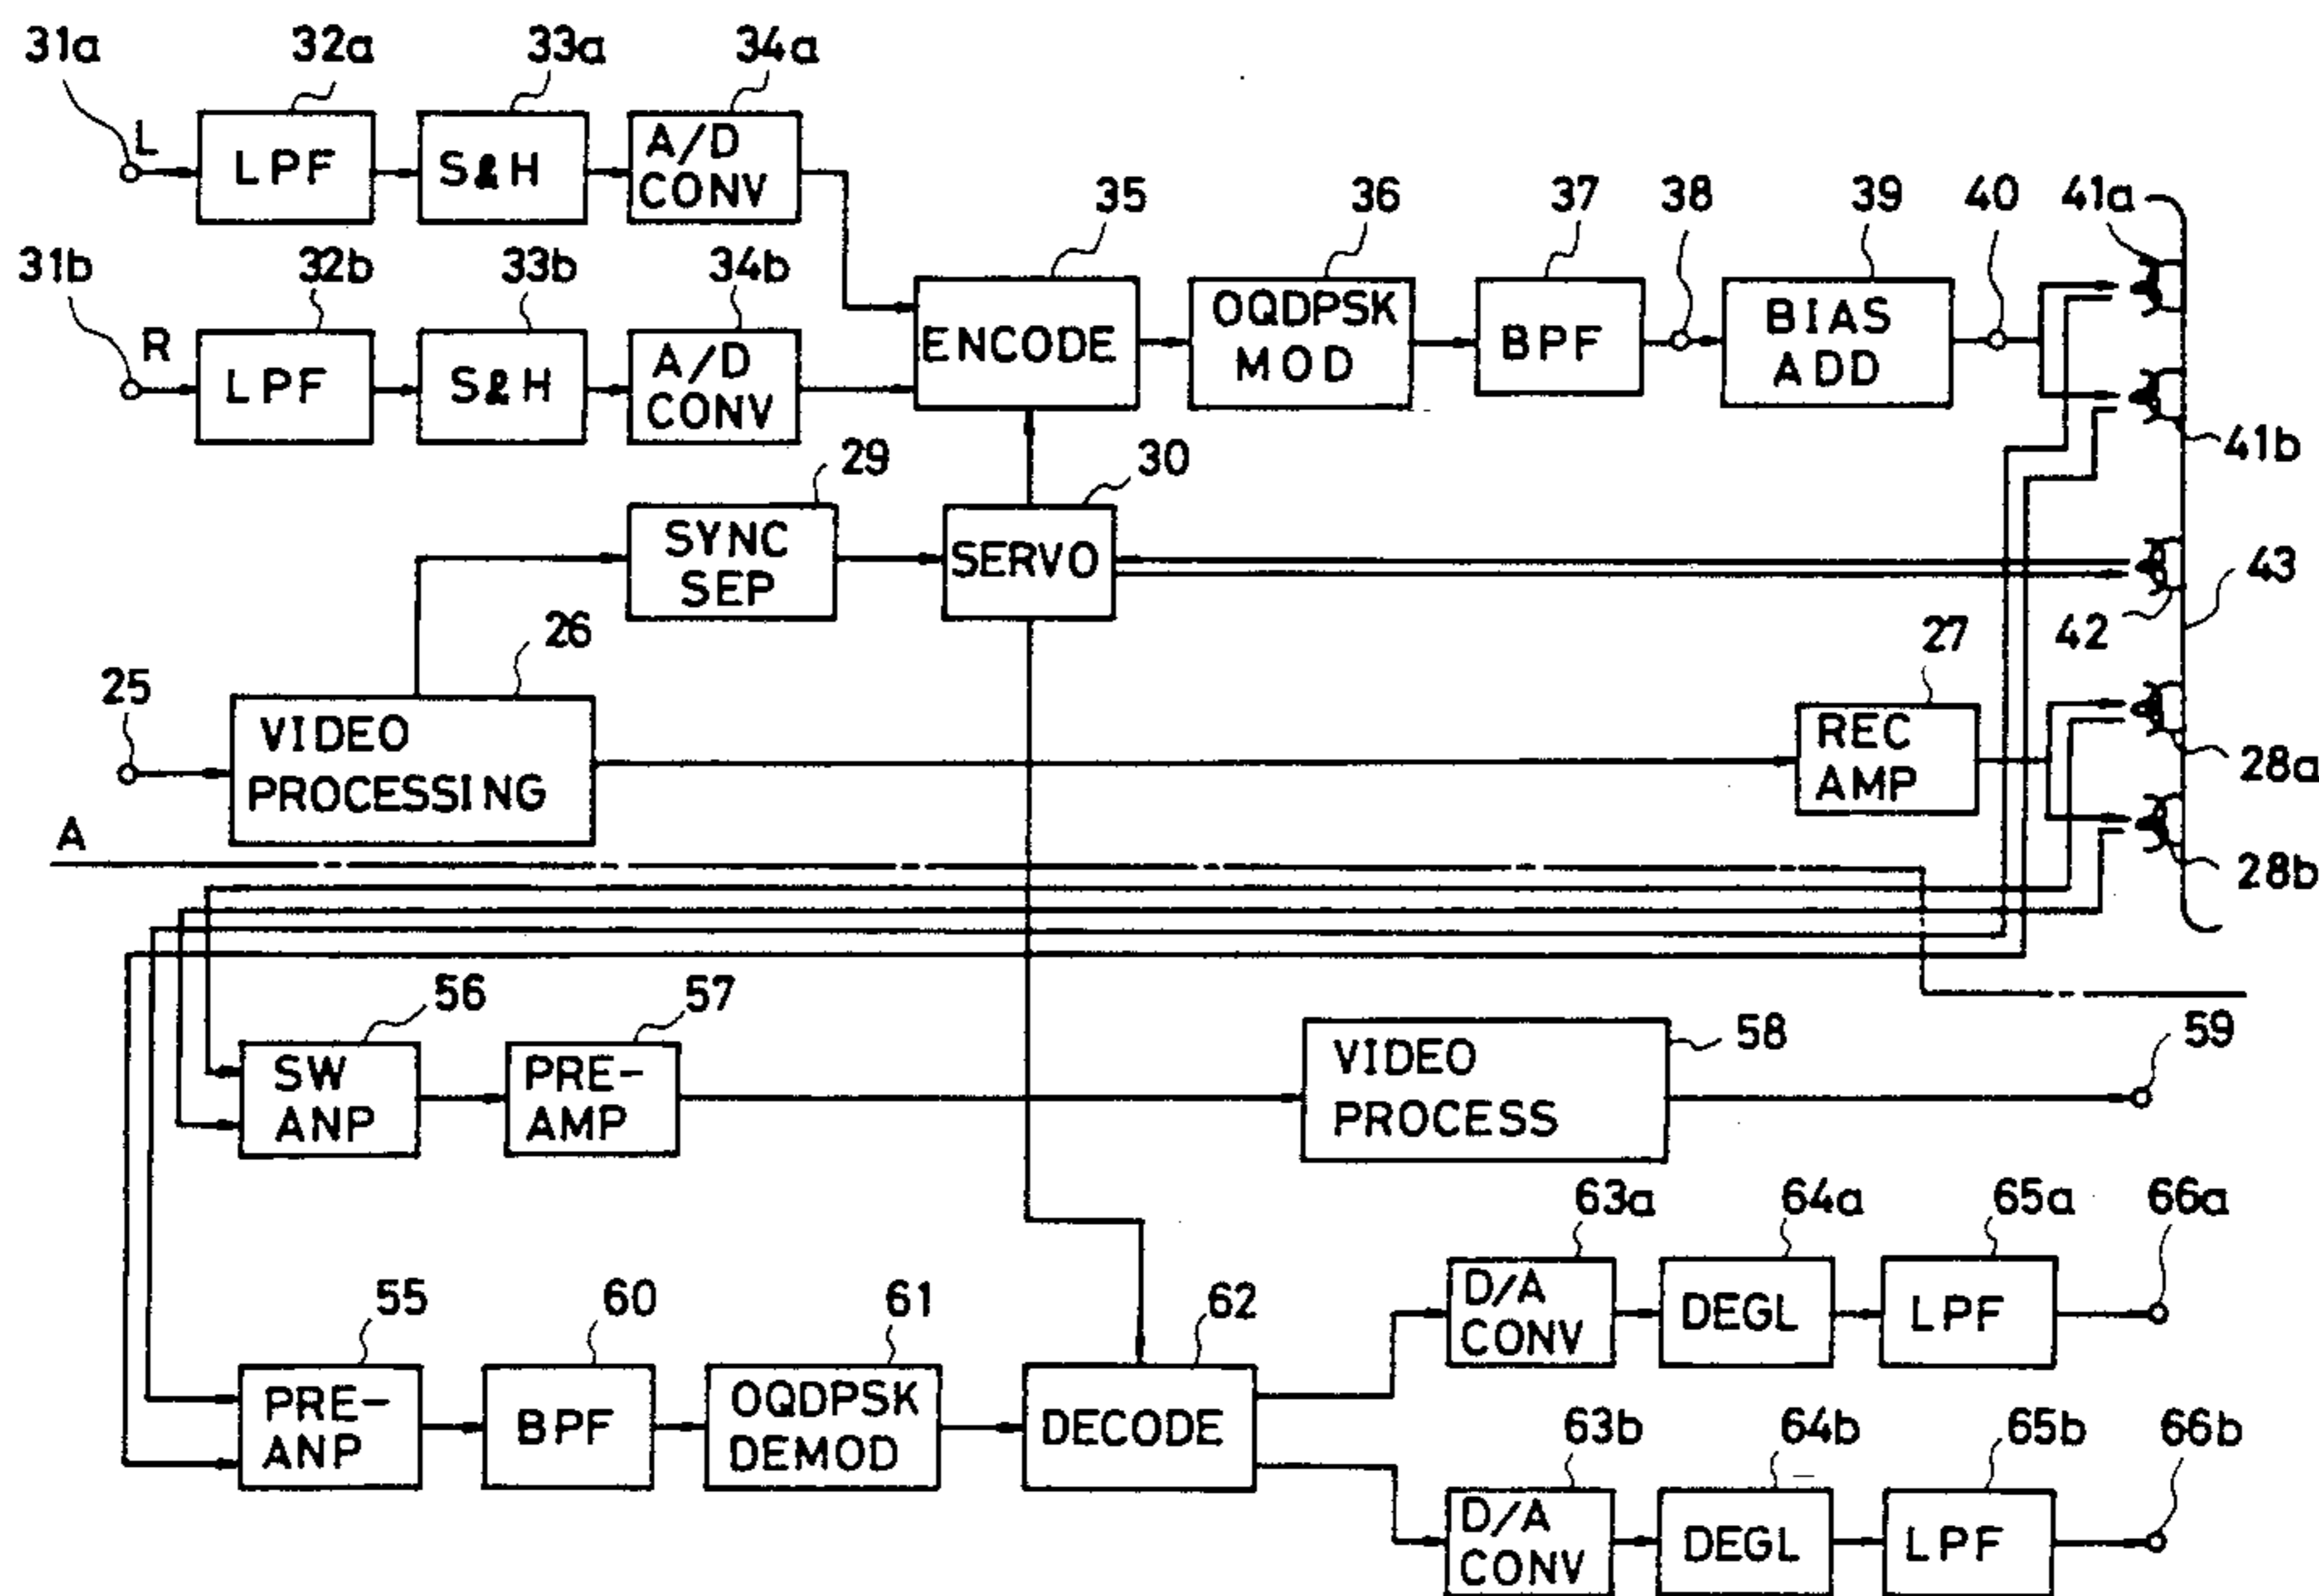 31a 32a 33a 34a
L
LPF
S&H
A/D
CONV
35 36 37 38 39 40 41a
31b 32b 33b 34b
R
LPF
S&H
A/D
CONV
ENCODE
OQDPSK
MOD
BPF
BIAS
ADD
41b
29 30
SYNC
SEP
SERVO
43
42
26 27
25
VIDEO
PROCESSING
REC
AMP
28a
A
28b
56 57
SW
ANP
PRE-
AMP
VIDEO
PROCESS
58
59
63a 64a 65a 66a
D/A
CONV
DEGL
LPF
55 60 61 62
PRE-
ANP
BPF
OQDPSK
DEMOD
DECODE
63b 64b 65b 66b
D/A
CONV
DEGL
LPF